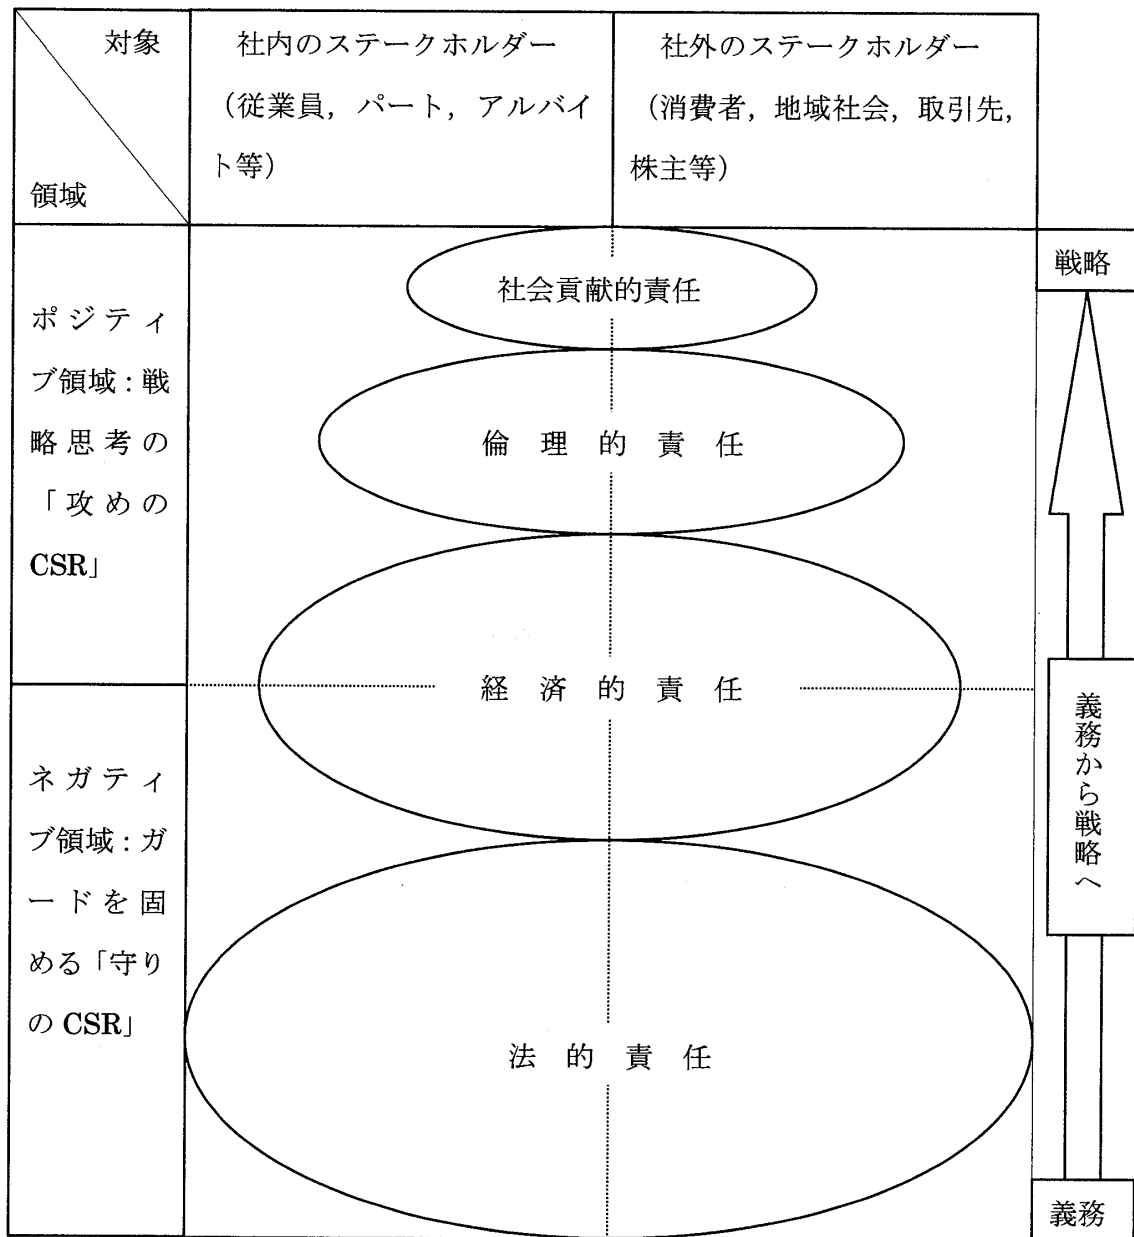 対象
領域
社内のステークホルダー
（従業員，パート，アルバイ
ト等）
社外のステークホルダー
（消費者，地域社会，取引先，
株主等）
ポジティ
ブ領域：戦
略思考の
「攻めの
CSR」
ネガティ
ブ領域：ガ
ードを固
める「守り
のCSR」
社会貢献的責任
倫理的責任
経済的責任
法的責任
戦略
義務から戦略へ
義務